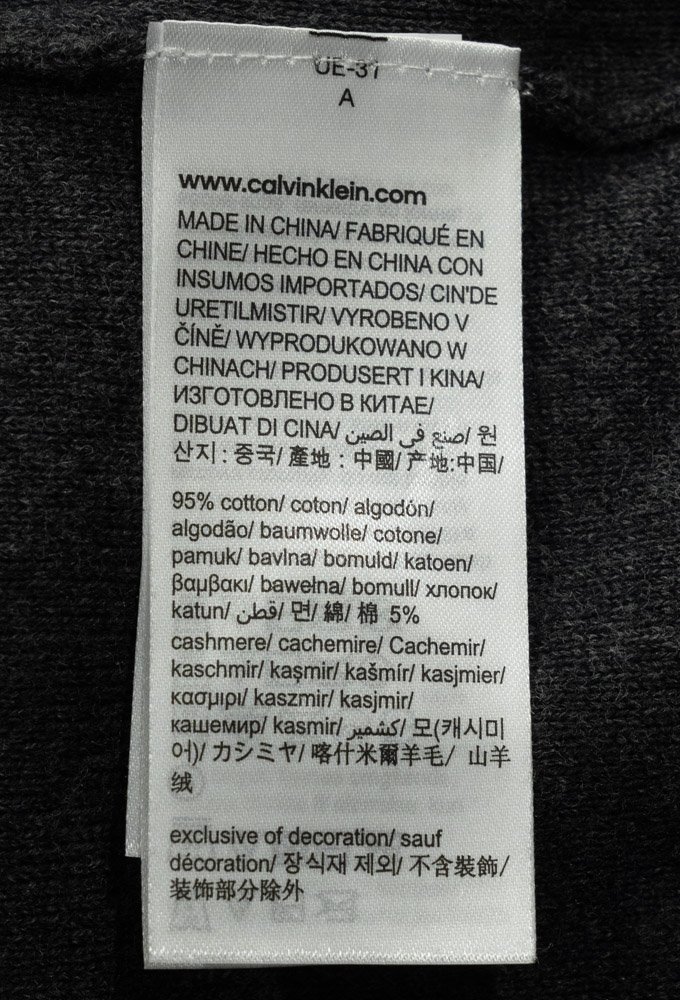 UE-31
A
www.calvinklein.com
MADE IN CHINA/ FABRIQUÉ EN
CHINE/ HECHO EN CHINA CON
INSUMOS IMPORTADOS/ CIN'DE
URETILMISTIR/ VYROBENO V
ČÍNĚ/ WYPRODUKOWANO W
CHINACH/ PRODUSERT I KINA/
ИЗГОТОВЛЕНО В КИТАЕ/
DIBUAT DI CINA/ صنع في الصين/ 원
산지 : 중국/ 產地 : 中國/ 产地:中国/
95% cotton/ coton/ algodón/
algodão/ baumwolle/ cotone/
pamuk/ bavlna/ bomuld/ katoen/
βαμβακι/ bawełna/ bomull/ хлопок/
katun/ قطن/ 면/ 綿/ 棉 5%
cashmere/ cachemire/ Cachemir/
kaschmir/ kaşmir/ kašmír/ kasjmier/
κασμιρι/ kaszmir/ kasjmir/
кашемир/ kasmir/ كشمير/ 모(캐시미
어)/ カシミヤ/ 喀什米爾羊毛/ 山羊
绒
exclusive of decoration/ sauf
décoration/ 장식재 제외/ 不含裝飾/
装饰部分除外